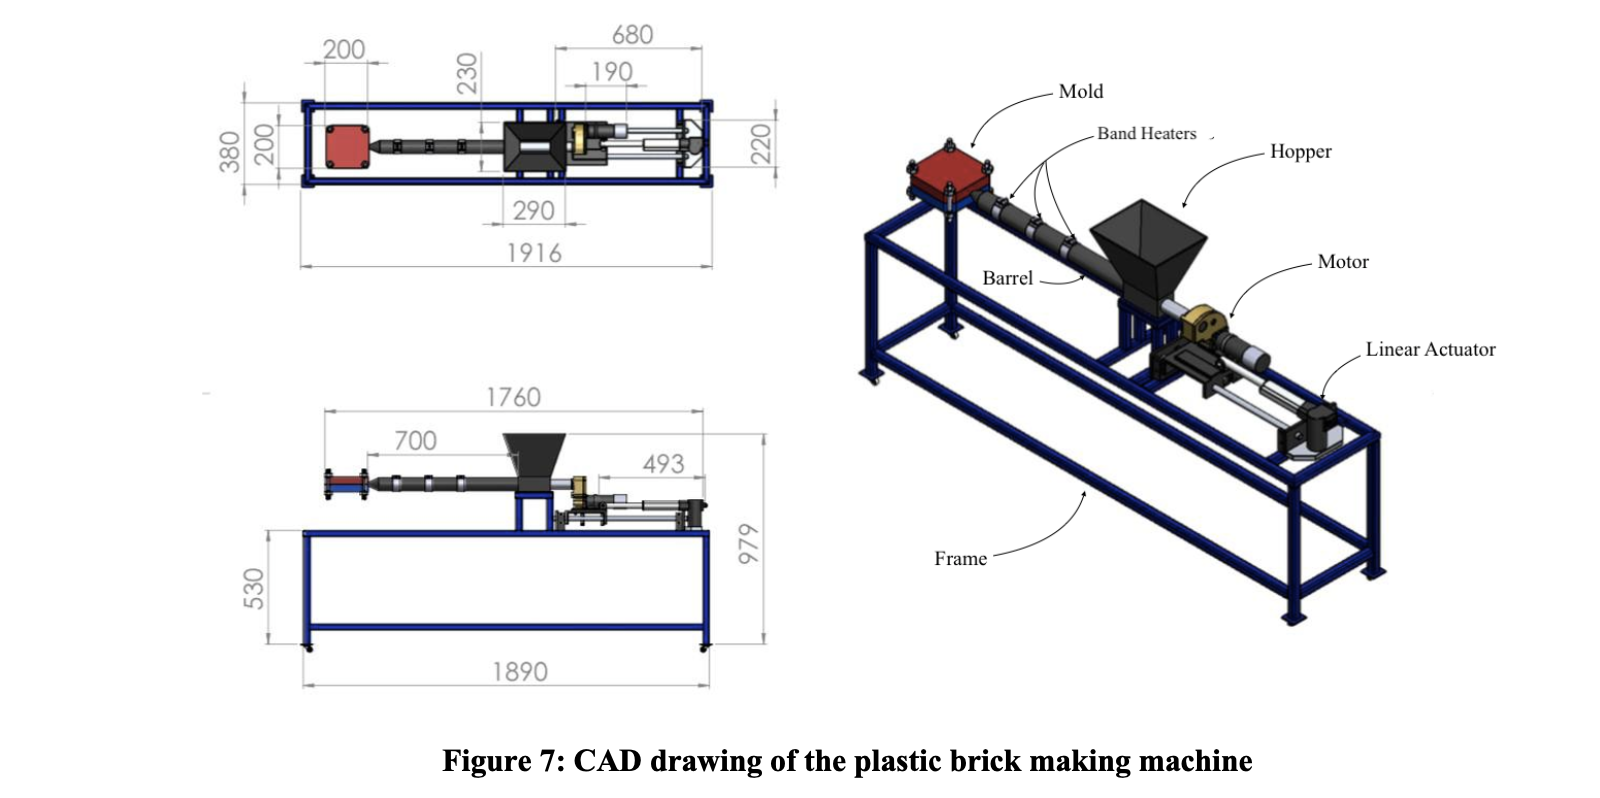 680
200
190
230
380
200
220
290
1916
Mold
Band Heaters
Hopper
Barrel
Motor
Linear Actuator
Frame
1760
700
493
979
530
1890
Figure 7: CAD drawing of the plastic brick making machine